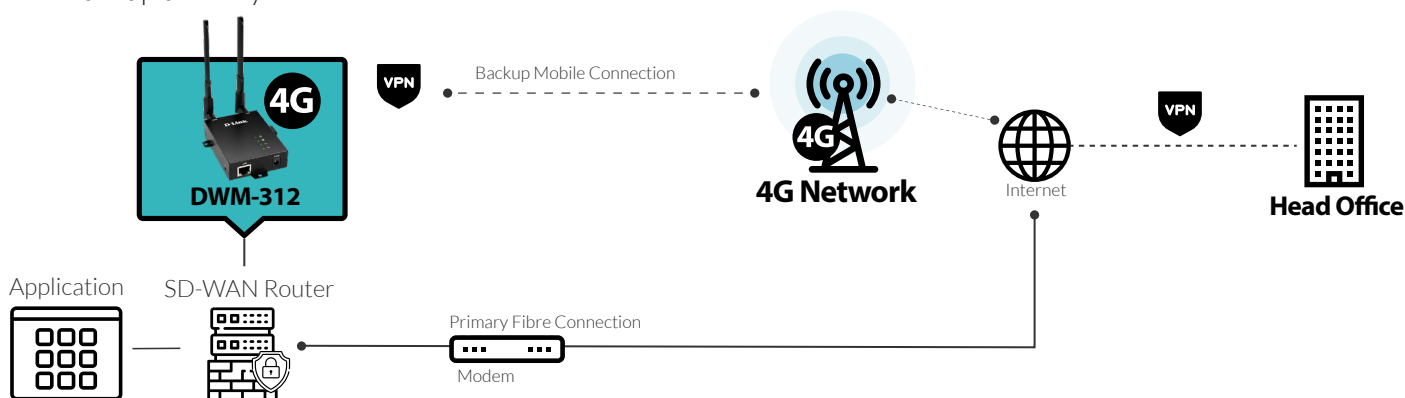 VPN
Backup Mobile Connection
4G
D-Link
VPN
4G
DWM-312
4G Network
Internet
Head Office
Application
SD-WAN Router
Primary Fibre Connection
Modem